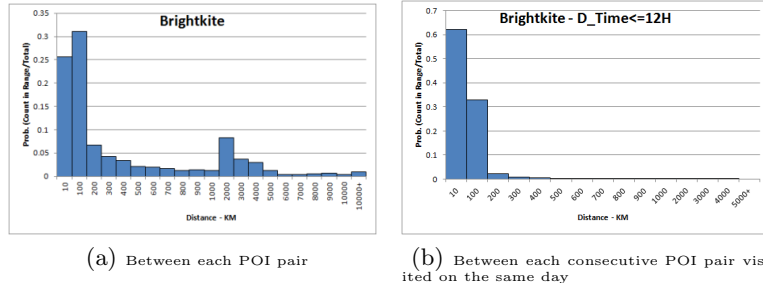 Brightkite
0.35
0.3
0.25
0.2
0.15
0.1
0.05
0
Prob. (Count in Range/Total)
10 100 200 300 400 500 600 700 800 900 1000 2000 3000 4000 5000 6000 7000 8000 9000 10000 10000+
Distance - KM
(a) Between each POI pair
Brightkite - D_Time<=12H
0.7
0.6
0.5
0.4
0.3
0.2
0.1
0
Prob. (Count in Range/Total)
10 100 200 300 400 500 600 700 800 900 1000 2000 3000 4000 5000+
Distance - KM
(b) Between each consecutive POI pair vis
ited on the same day